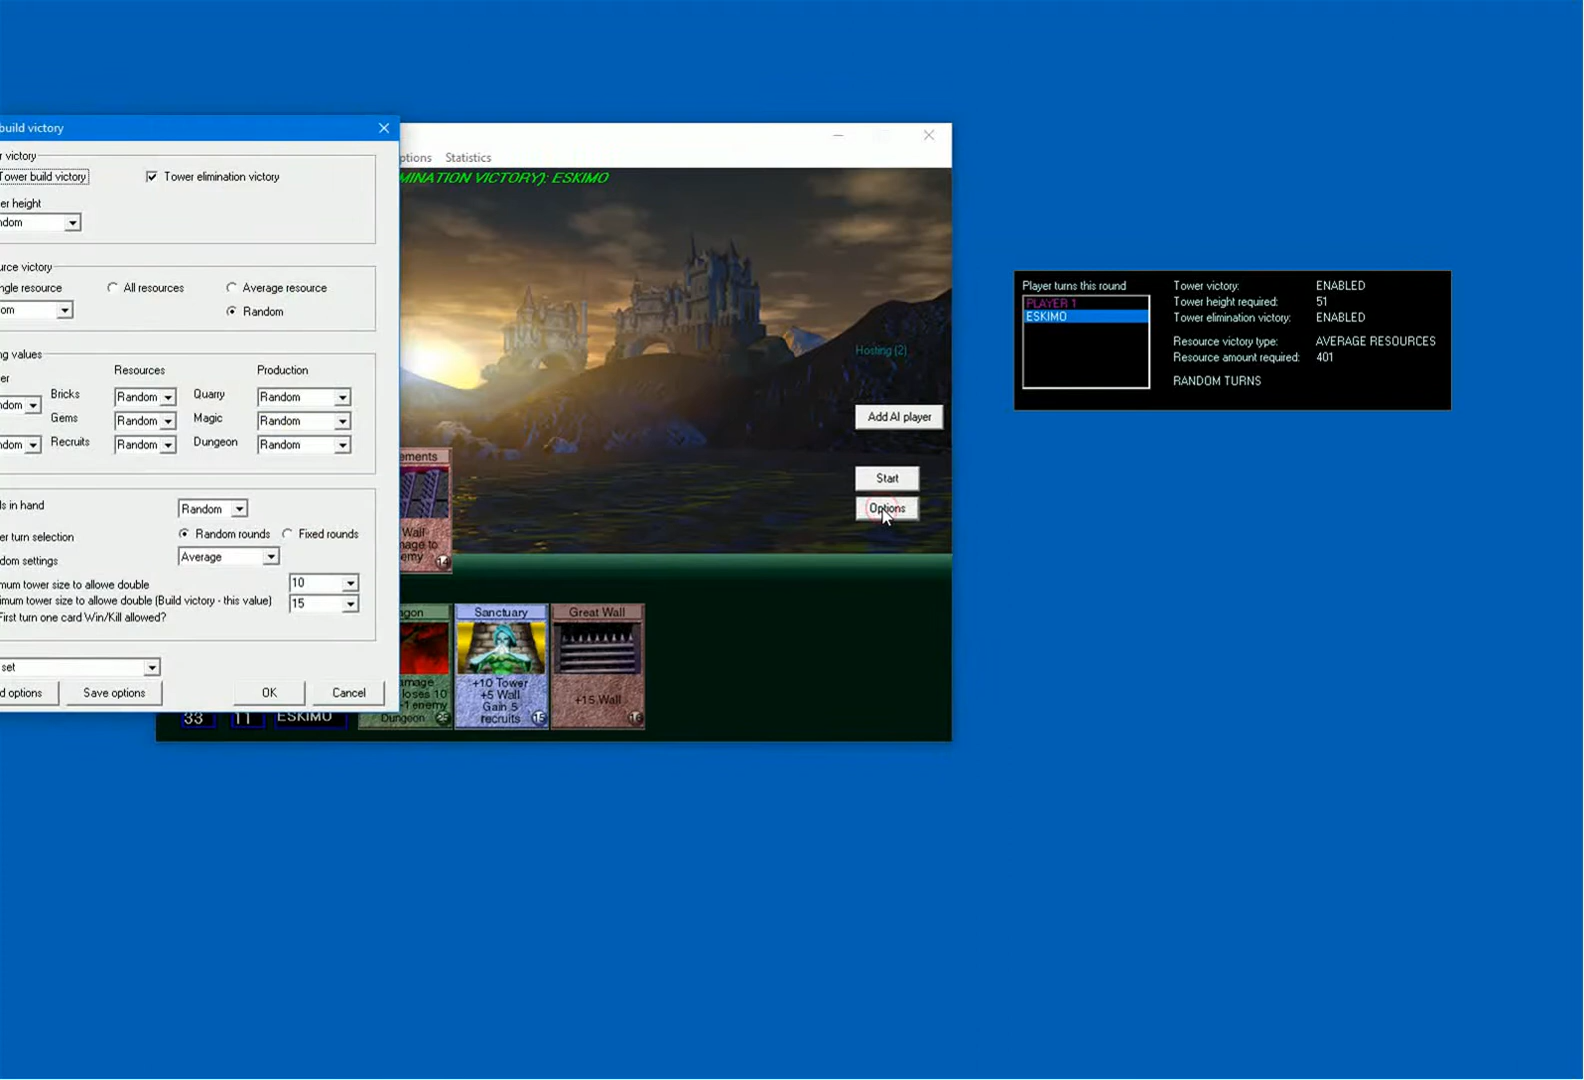 build victory
r victory
Tower build victory
Tower elimination victory
er height
ndom
urce victory
ngle resource
All resources
Average resource
om
Random
ng values
Resources
Production
er
ndom
Bricks
Random
Quarry
Random
Gems
Random
Magic
Random
ndom
Recruits
Random
Dungeon
Random
ls in hand
Random
er turn selection
Random rounds
Fixed rounds
dom settings
Average
mum tower size to allowe double
10
imum tower size to allowe double (Build victory - this value)
15
First turn one card Win/Kill allowed?
set
d options
Save options
OK
Cancel
ptions
Statistics
MINATION VICTORY): ESKIMO
Hosting (2)
Add AI player
Start
Options
ements
Wall
mage to
emy
14
gon
amage
loses 10
-1 enemy
Dungeon
25
Sanctuary
+10 Tower
+5 Wall
Gain 5
recruits
15
Great Wall
+15 Wall
16
33
11
ESKIMO
Player turns this round
PLAYER 1
ESKIMO
Tower victory:
ENABLED
Tower height required:
51
Tower elimination victory:
ENABLED
Resource victory type:
AVERAGE RESOURCES
Resource amount required:
401
RANDOM TURNS